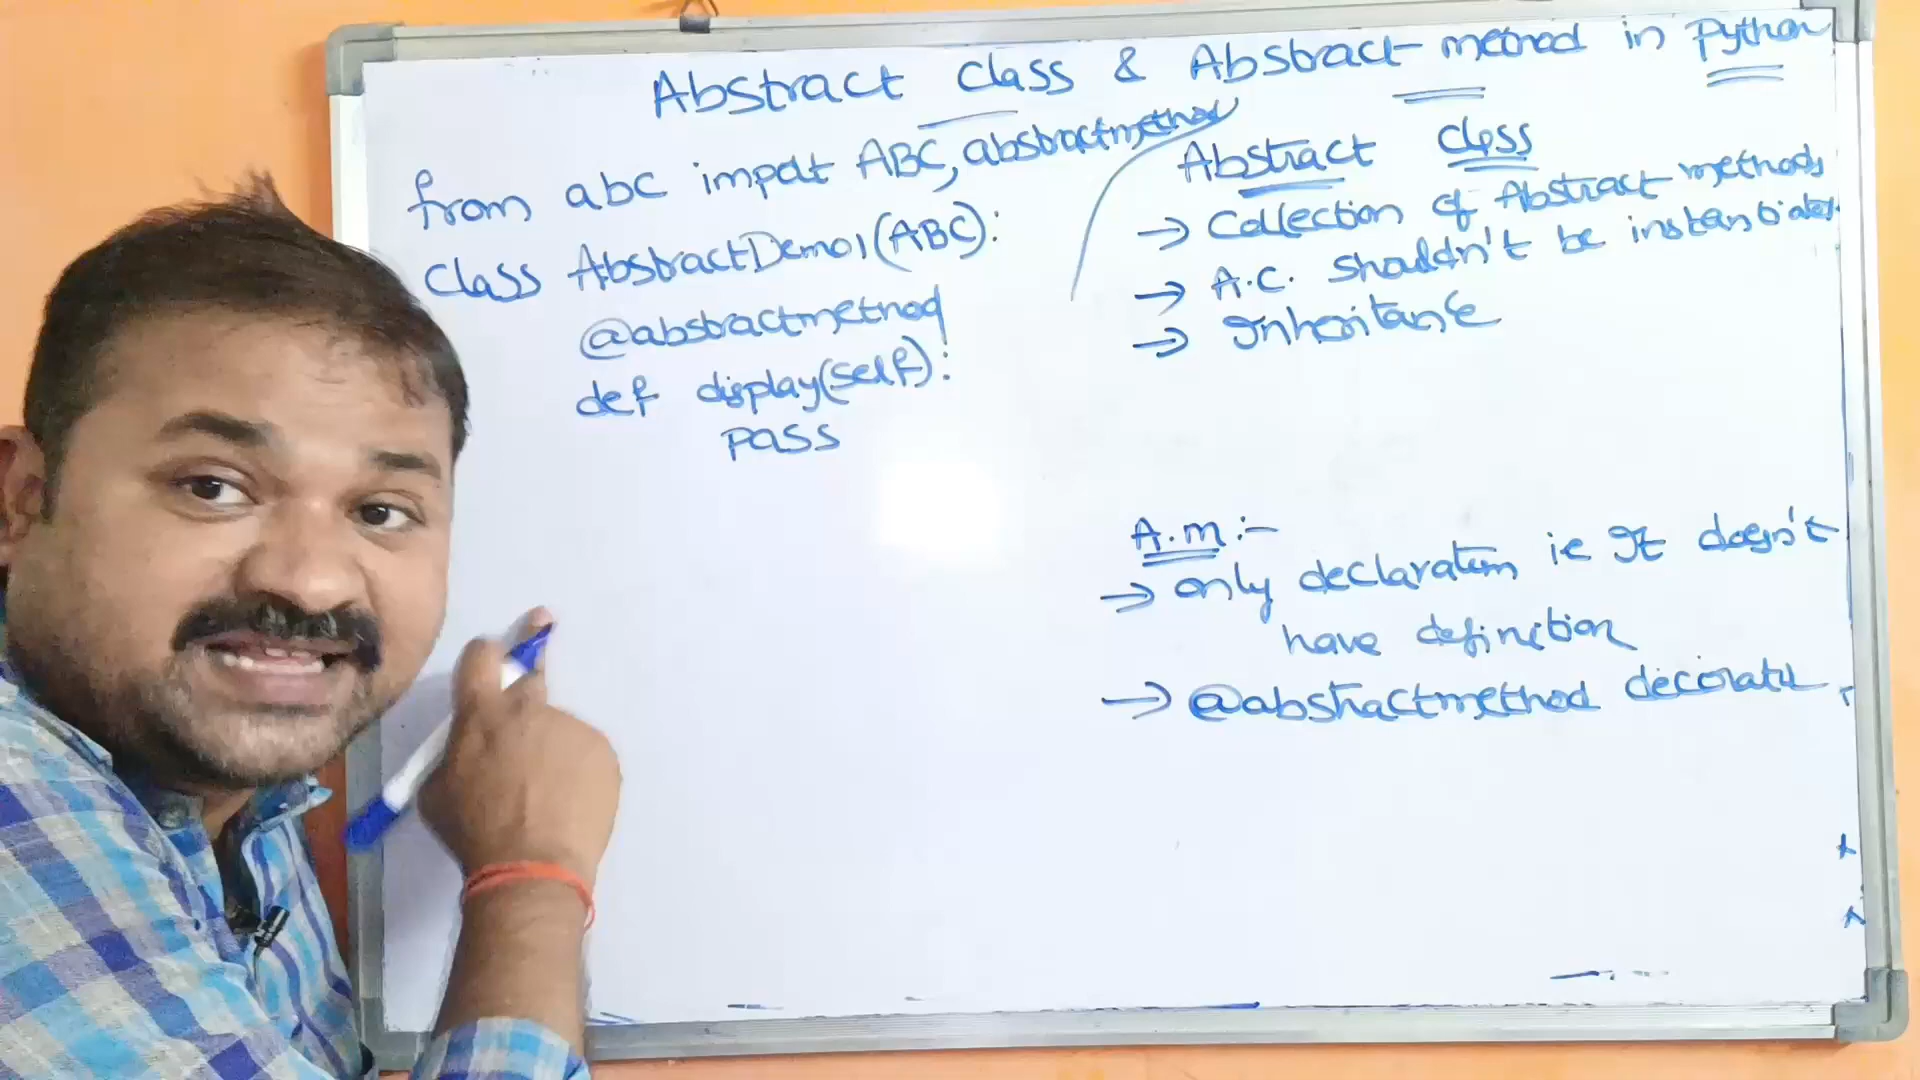 Abstract class & Abstract method in Python
from abc import ABC, abstractmethod
class AbstractDemo1(ABC):
@abstractmethod
def display(self):
pass
Abstract class
→ Collection of Abstract methods
→ A.C. shouldn't be instantiated
→ Inheritance
A.M :-
→ only declaration ie It doesn't
have definition
→ @abstractmethod decorator